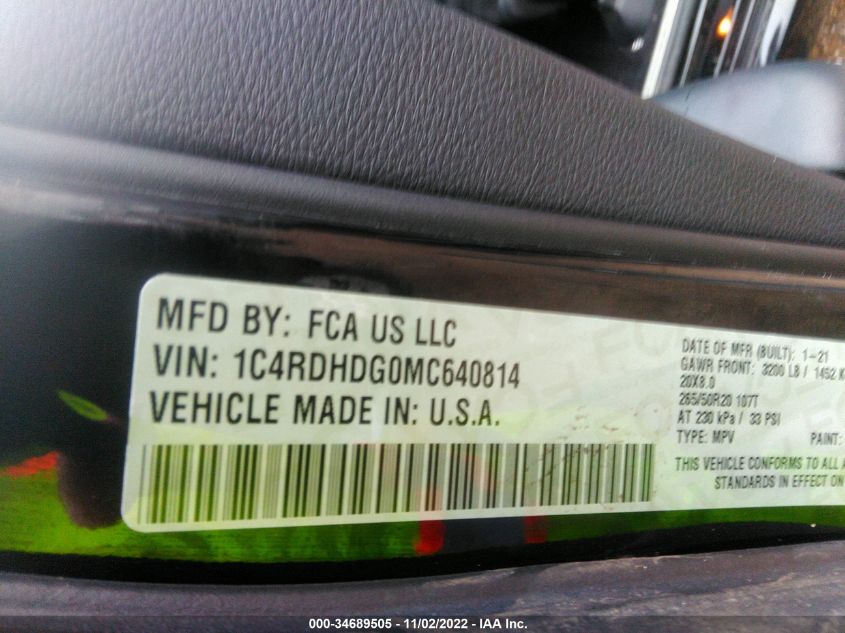 MFD BY: FCA US LLC
VIN: 1C4RDHDG0MC640814
VEHICLE MADE IN: U.S.A.
DATE OF MFR (BUILT): 1-21
GAWR FRONT: 3200 LB / 1452 K
20X8.0
265/50R20 107T
AT 230 kPa / 33 PSI
TYPE: MPV PAINT:
THIS VEHICLE CONFORMS TO ALL A
STANDARDS IN EFFECT ON
000-34689505 - 11/02/2022 - IAA Inc.